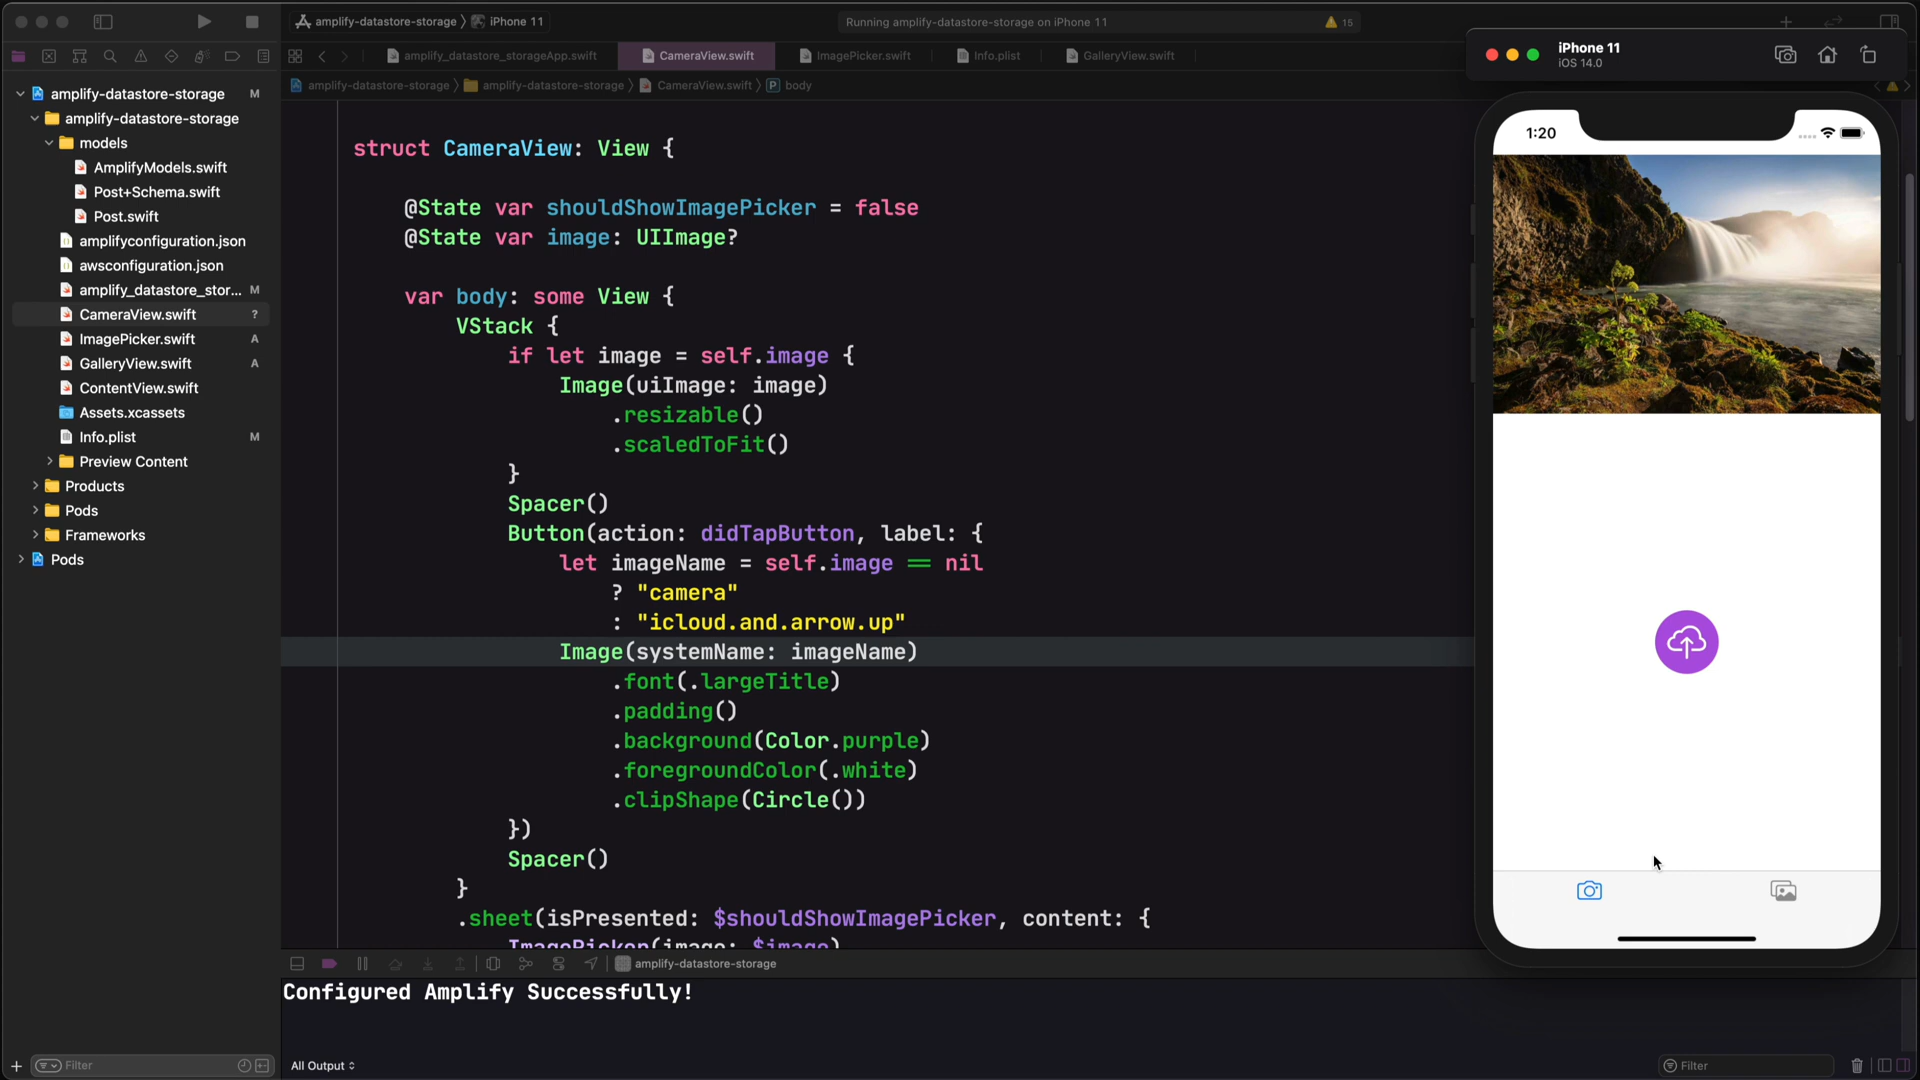 amplify-datastore-storage
iPhone 11
Running amplify-datastore-storage on iPhone 11
15
amplify_datastore_storageApp.swift
CameraView.swift
ImagePicker.swift
Info.plist
GalleryView.swift
amplify-datastore-storage
amplify-datastore-storage
CameraView.swift
P
body
amplify-datastore-storage M
amplify-datastore-storage
models
AmplifyModels.swift
Post+Schema.swift
Post.swift
amplifyconfiguration.json
awsconfiguration.json
amplify_datastore_stor... M
CameraView.swift ?
ImagePicker.swift A
GalleryView.swift A
ContentView.swift
Assets.xcassets
Info.plist M
Preview Content
Products
Pods
Frameworks
Pods
Filter
struct CameraView: View {
@State var shouldShowImagePicker = false
@State var image: UIImage?
var body: some View {
VStack {
if let image = self.image {
Image(uiImage: image)
.resizable()
.scaledToFit()
}
Spacer()
Button(action: didTapButton, label: {
let imageName = self.image == nil
? "camera"
: "icloud.and.arrow.up"
Image(systemName: imageName)
.font(.largeTitle)
.padding()
.background(Color.purple)
.foregroundColor(.white)
.clipShape(Circle())
})
Spacer()
}
.sheet(isPresented: $shouldShowImagePicker, content: {
ImagePicker(image: $image)
amplify-datastore-storage
Configured Amplify Successfully!
All Output
Filter
iPhone 11
iOS 14.0
1:20